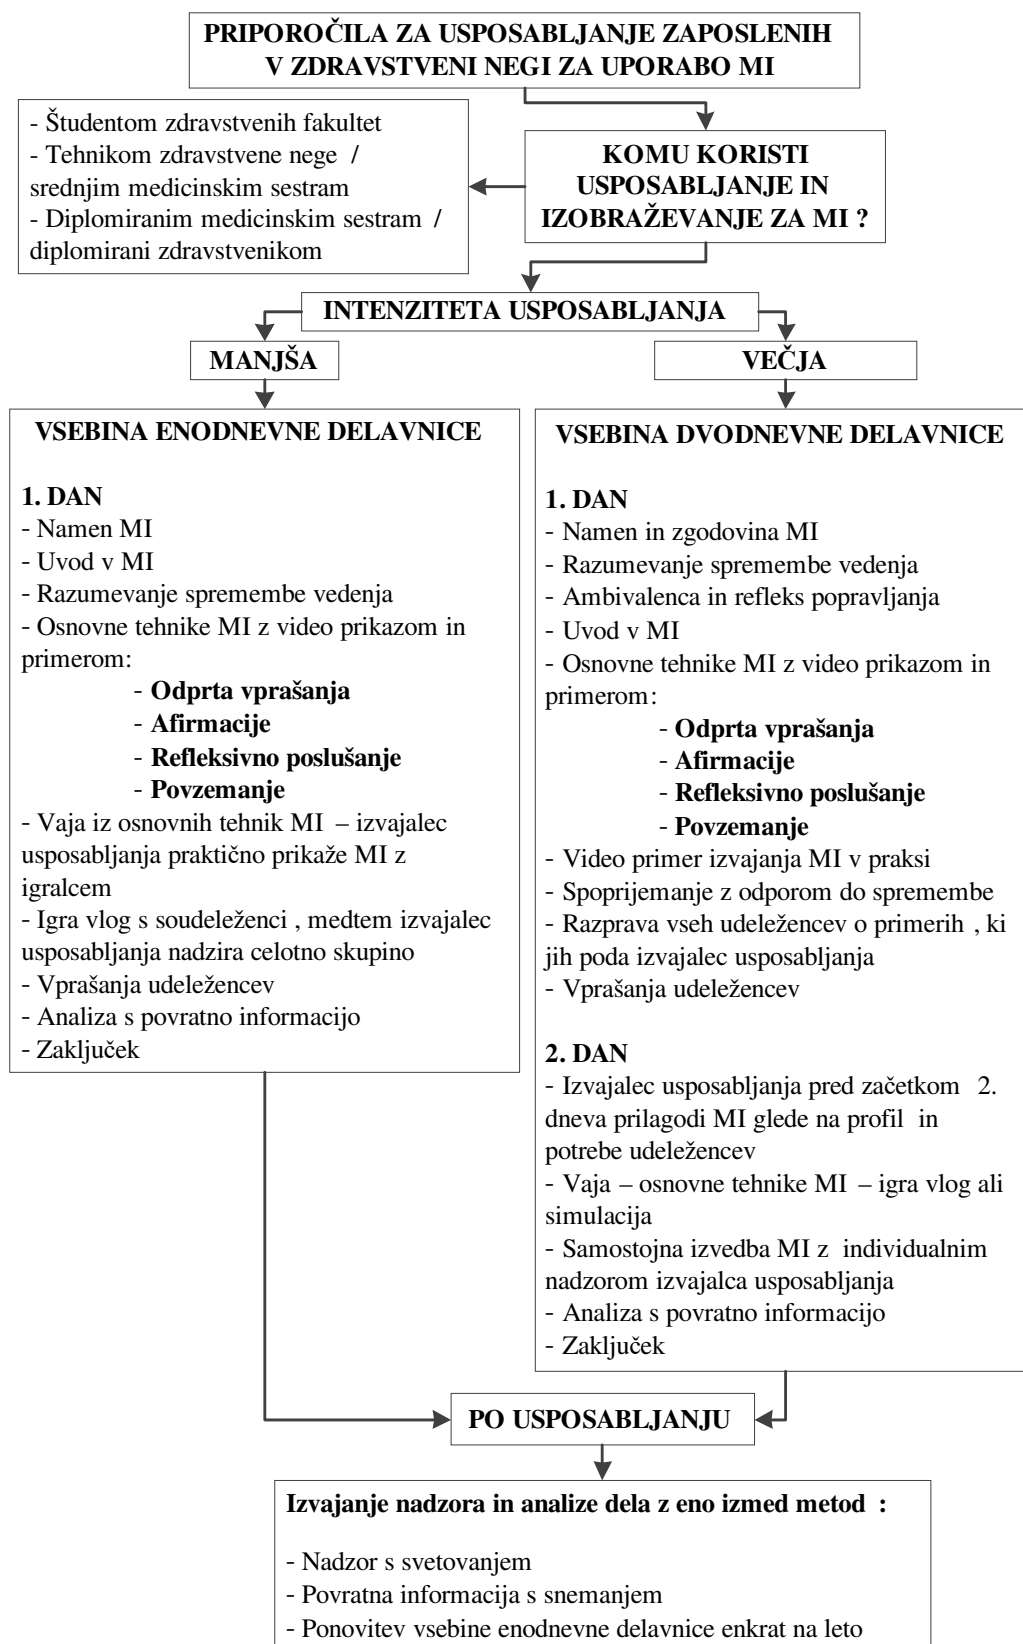 PRIPOROČILA ZA USPOSABLJANJE ZAPOSLENIH
V ZDRAVSTVENI NEGI ZA UPORABO MI
- Študentom zdravstvenih fakultet
- Tehnikom zdravstvene nege /
srednjim medicinskim sestram
- Diplomiranim medicinskim sestram /
diplomirani zdravstvenikom
KOMU KORISTI
USPOSABLJANJE IN
IZOBRAŽEVANJE ZA MI ?
INTENZITETA USPOSABLJANJA
MANJŠA
VEČJA
VSEBINA ENODNEVNE DELAVNICE
1. DAN
- Namen MI
- Uvod v MI
- Razumevanje spremembe vedenja
- Osnovne tehnike MI z video prikazom in
primerom:
- Odprta vprašanja
- Afirmacije
- Refleksivno poslušanje
- Povzemanje
- Vaja iz osnovnih tehnik MI – izvajalec
usposabljanja praktično prikaže MI z
igralcem
- Igra vlog s soudeleženci , medtem izvajalec
usposabljanja nadzira celotno skupino
- Vprašanja udeležencev
- Analiza s povratno informacijo
- Zaključek
VSEBINA DVODNEVNE DELAVNICE
1. DAN
- Namen in zgodovina MI
- Razumevanje spremembe vedenja
- Ambivalenca in refleks popravljanja
- Uvod v MI
- Osnovne tehnike MI z video prikazom in
primerom:
- Odprta vprašanja
- Afirmacije
- Refleksivno poslušanje
- Povzemanje
- Video primer izvajanja MI v praksi
- Spoprijemanje z odporom do spremembe
- Razprava vseh udeležencev o primerih , ki
jih poda izvajalec usposabljanja
- Vprašanja udeležencev
2. DAN
- Izvajalec usposabljanja pred začetkom 2.
dneva prilagodi MI glede na profil in
potrebe udeležencev
- Vaja – osnovne tehnike MI – igra vlog ali
simulacija
- Samostojna izvedba MI z individualnim
nadzorom izvajalca usposabljanja
- Analiza s povratno informacijo
- Zaključek
PO USPOSABLJANJU
Izvajanje nadzora in analize dela z eno izmed metod :
- Nadzor s svetovanjem
- Povratna informacija s snemanjem
- Ponovitev vsebine enodnevne delavnice enkrat na leto